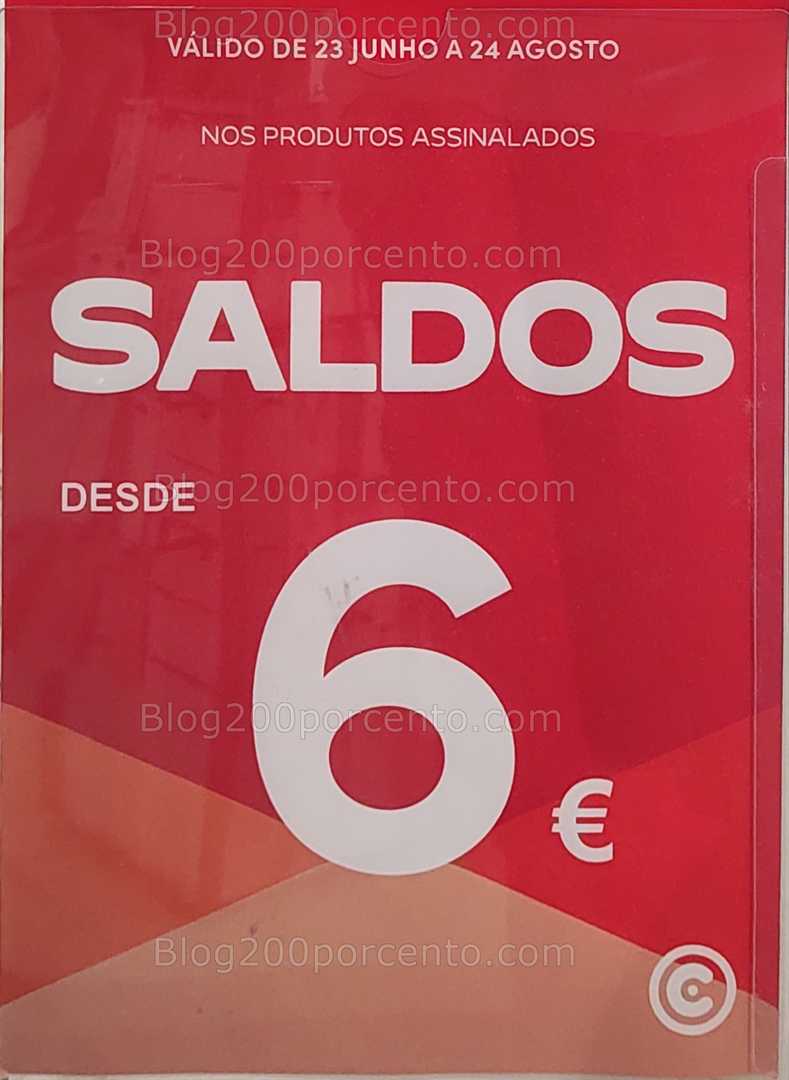 Blog200porcento.com
VÁLIDO DE 23 JUNHO A 24 AGOSTO
NOS PRODUTOS ASSINALADOS
Blog200porcento.com
SALDOS
DESDE
Blog200porcento.com
6 €
Blog200porcento.com
Blog200porcento.com
C